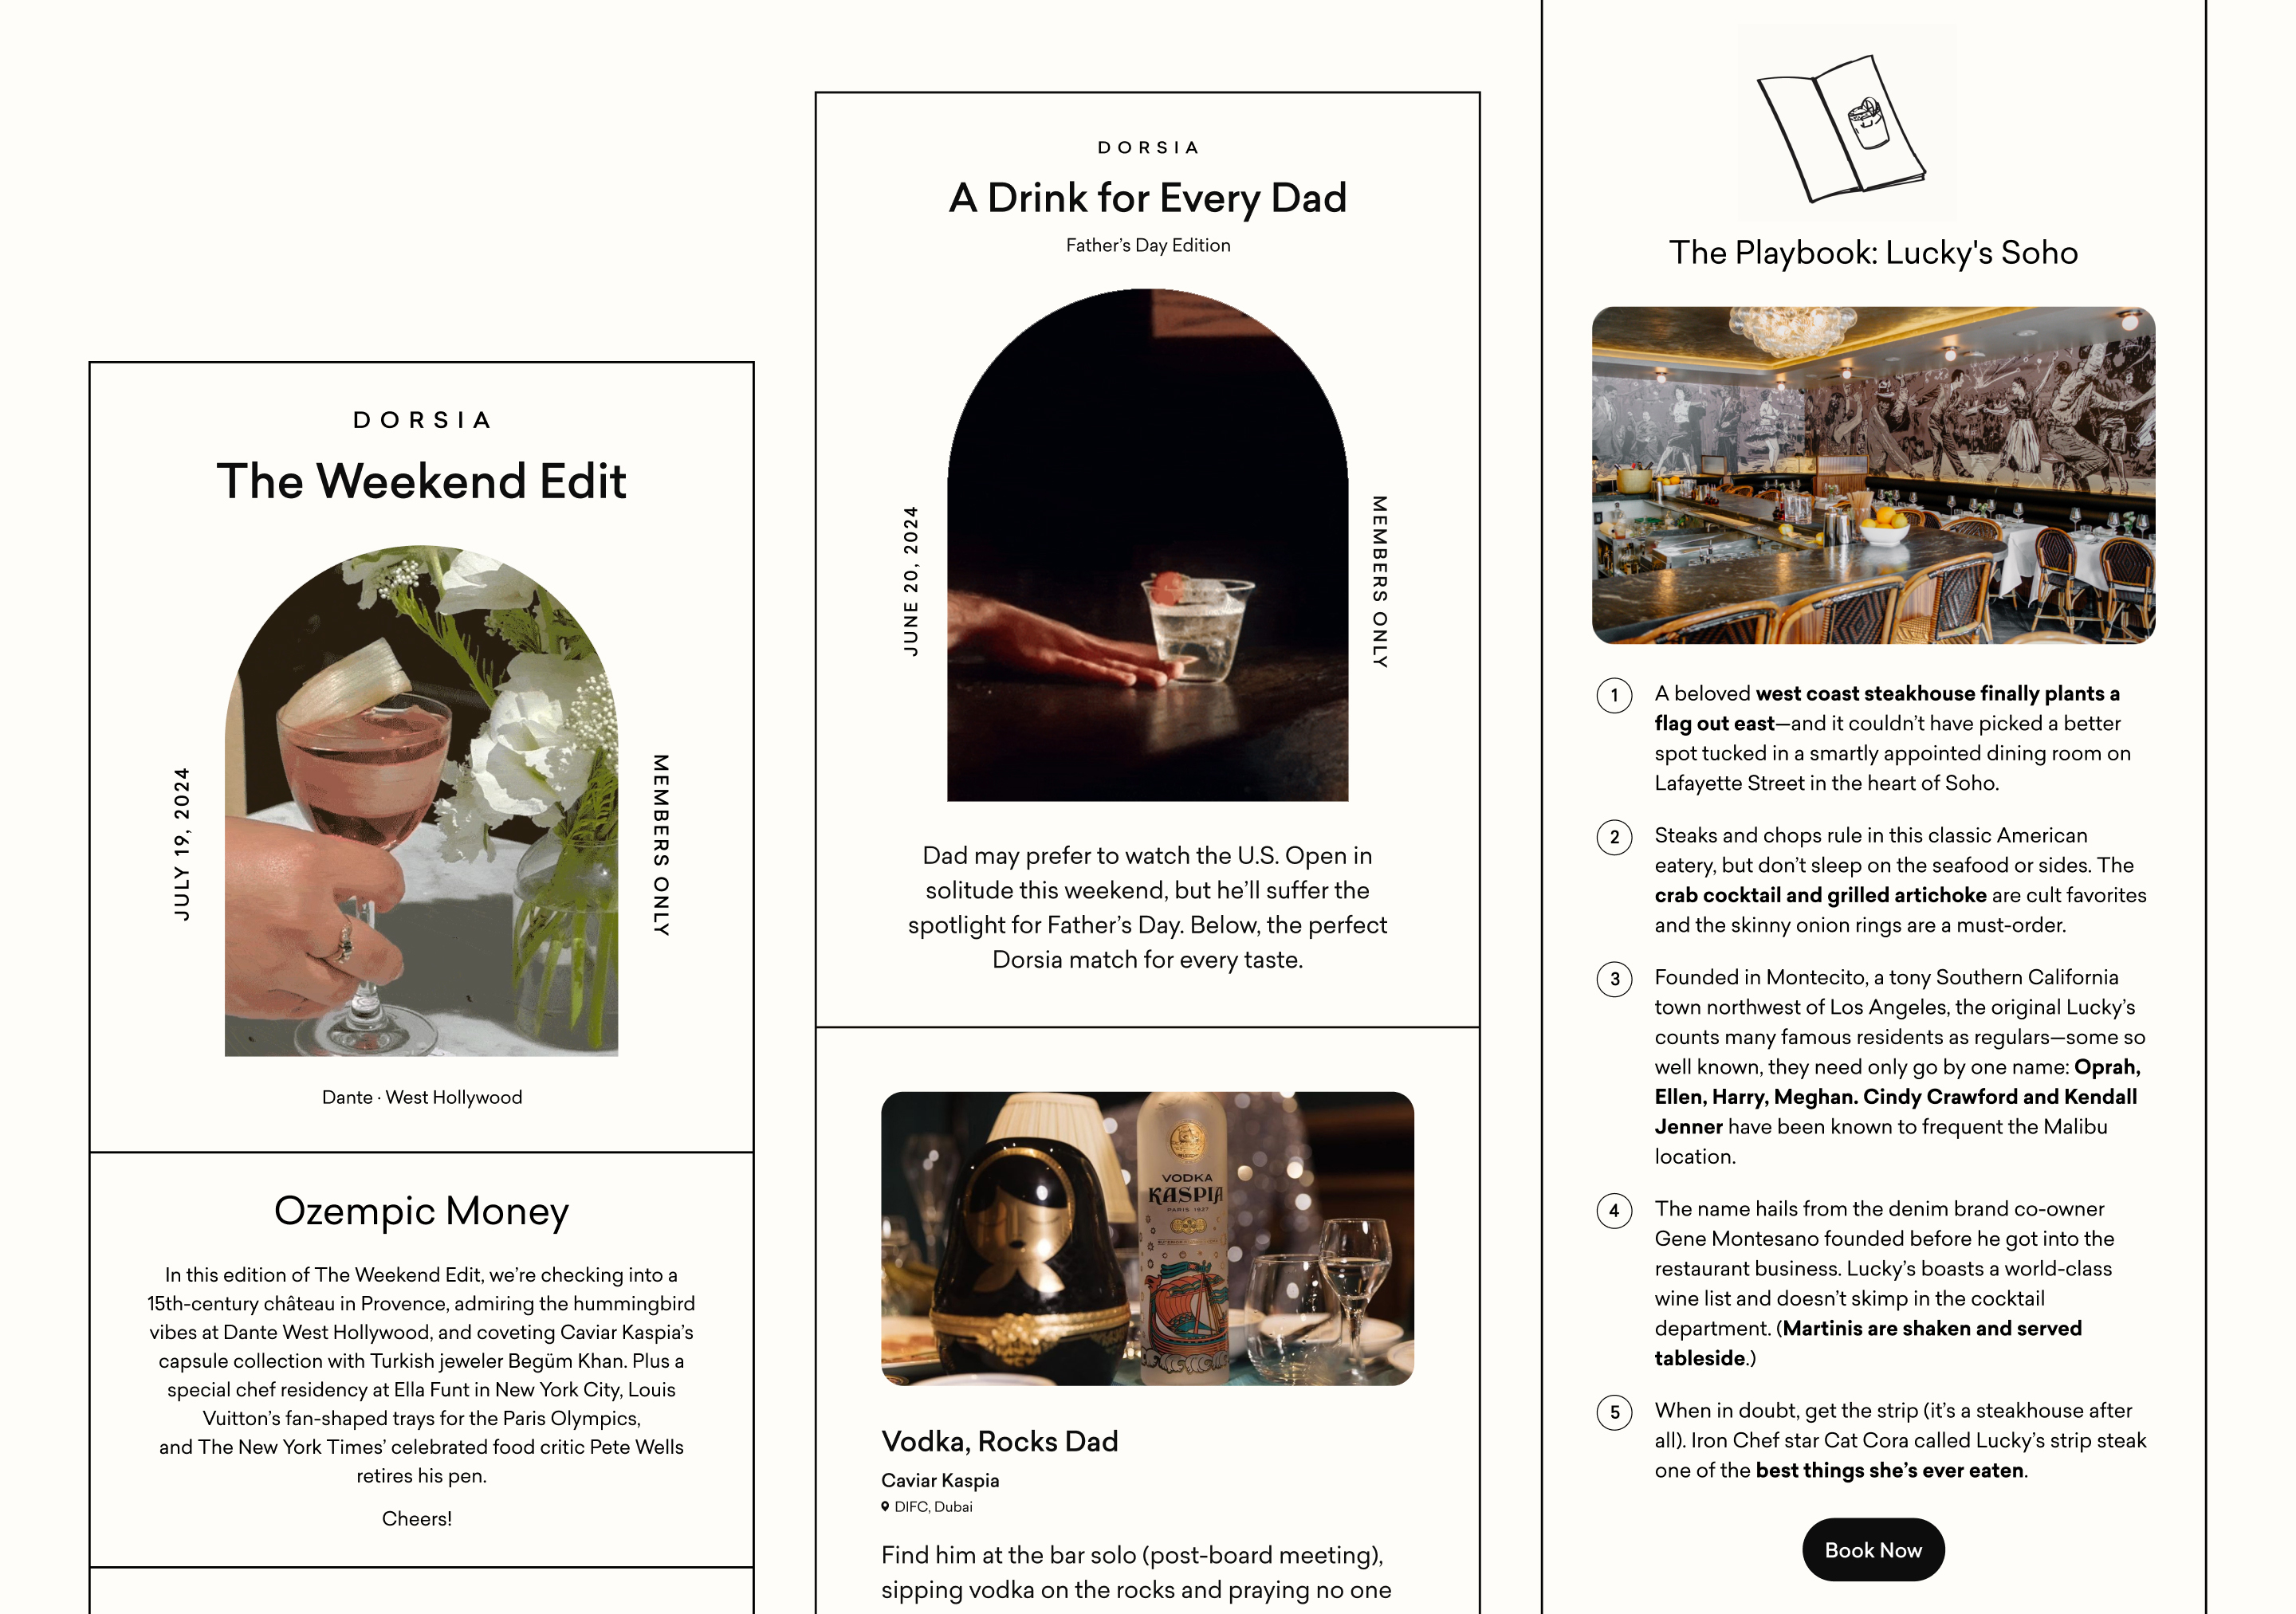 DORSIA
The Weekend Edit
JULY 19, 2024
MEMBERS ONLY
Dante · West Hollywood
Ozempic Money
In this edition of The Weekend Edit, we’re checking into a
15th-century château in Provence, admiring the hummingbird
vibes at Dante West Hollywood, and coveting Caviar Kaspia’s
capsule collection with Turkish jeweler Begüm Khan. Plus a
special chef residency at Ella Funt in New York City, Louis
Vuitton’s fan-shaped trays for the Paris Olympics,
and The New York Times’ celebrated food critic Pete Wells
retires his pen.
Cheers!
DORSIA
A Drink for Every Dad
Father’s Day Edition
JUNE 20, 2024
MEMBERS ONLY
Dad may prefer to watch the U.S. Open in
solitude this weekend, but he’ll suffer the
spotlight for Father’s Day. Below, the perfect
Dorsia match for every taste.
VODKA
KASPIA
PARIS 1927
Vodka, Rocks Dad
Caviar Kaspia
DIFC, Dubai
Find him at the bar solo (post-board meeting),
sipping vodka on the rocks and praying no one
The Playbook: Lucky's Soho
1
A beloved west coast steakhouse finally plants a
flag out east—and it couldn’t have picked a better
spot tucked in a smartly appointed dining room on
Lafayette Street in the heart of Soho.
2
Steaks and chops rule in this classic American
eatery, but don’t sleep on the seafood or sides. The
crab cocktail and grilled artichoke are cult favorites
and the skinny onion rings are a must-order.
3
Founded in Montecito, a tony Southern California
town northwest of Los Angeles, the original Lucky’s
counts many famous residents as regulars—some so
well known, they need only go by one name: Oprah,
Ellen, Harry, Meghan. Cindy Crawford and Kendall
Jenner have been known to frequent the Malibu
location.
4
The name hails from the denim brand co-owner
Gene Montesano founded before he got into the
restaurant business. Lucky’s boasts a world-class
wine list and doesn’t skimp in the cocktail
department. (Martinis are shaken and served
tableside.)
5
When in doubt, get the strip (it’s a steakhouse after
all). Iron Chef star Cat Cora called Lucky’s strip steak
one of the best things she’s ever eaten.
Book Now